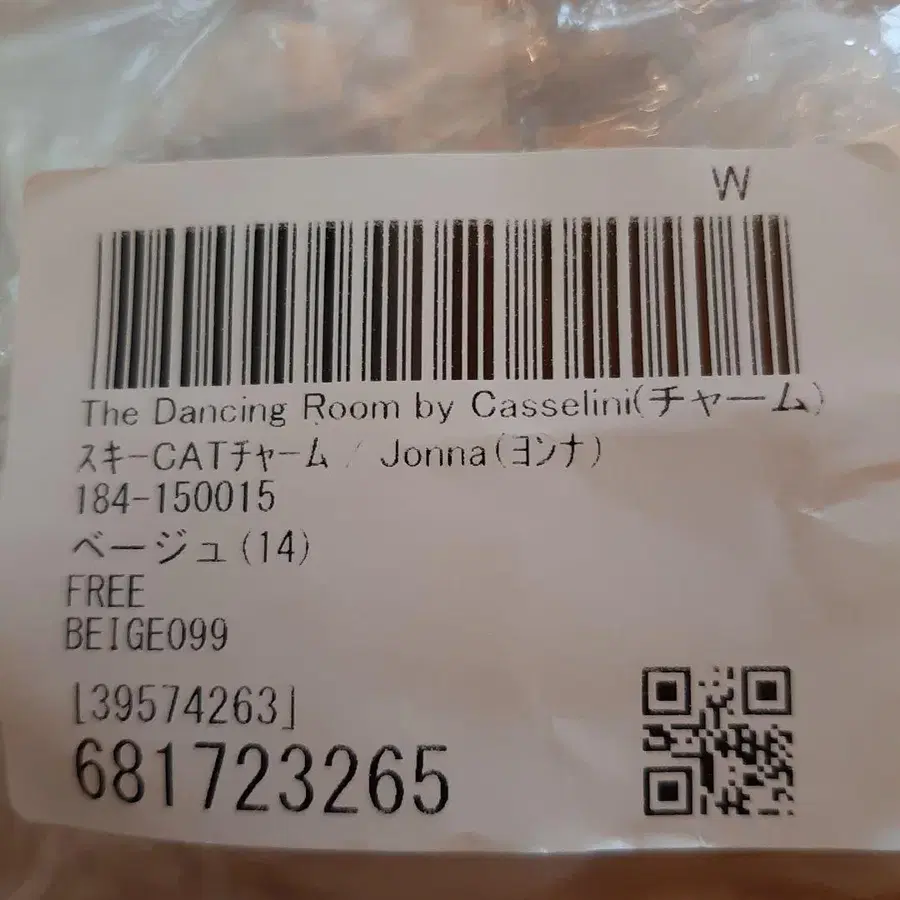 W
The Dancing Room by Casselini(チャーム)
スキーCATチャーム / Jonna(ヨンナ)
184-150015
ベージュ(14)
FREE
BEIGE099
[39574263]
681723265